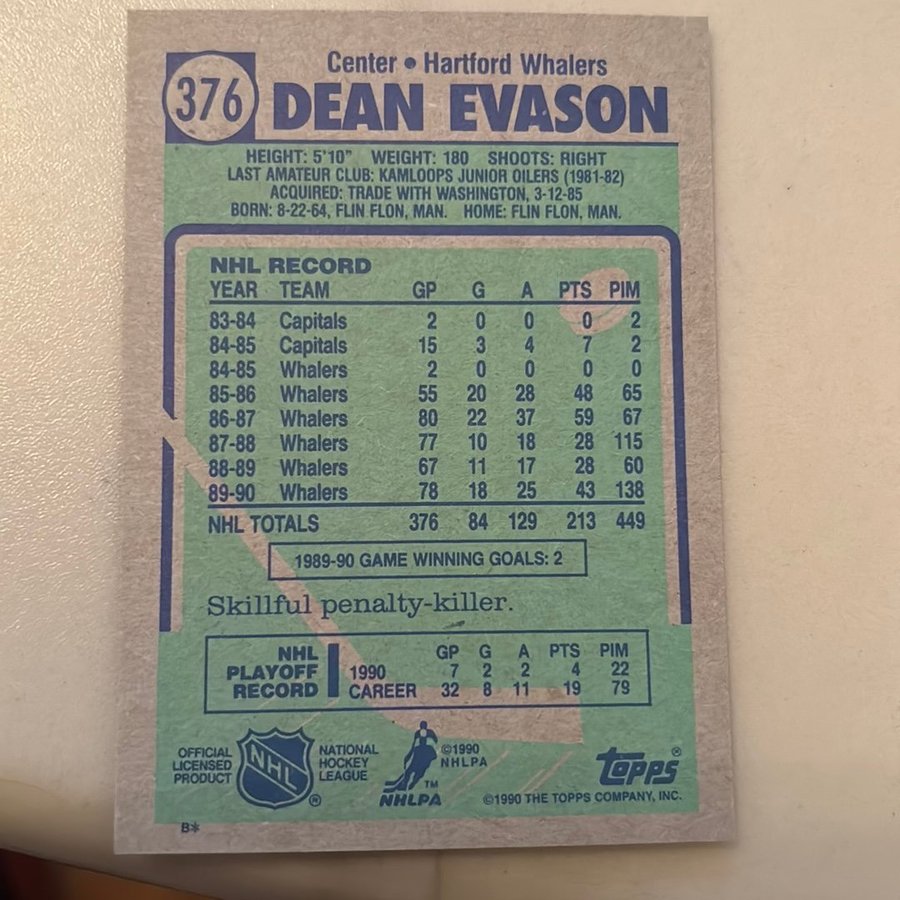 376
Center • Hartford Whalers
DEAN EVASON
HEIGHT: 5'10" WEIGHT: 180 SHOOTS: RIGHT
LAST AMATEUR CLUB: KAMLOOPS JUNIOR OILERS (1981-82)
ACQUIRED: TRADE WITH WASHINGTON, 3-12-85
BORN: 8-22-64, FLIN FLON, MAN. HOME: FLIN FLON, MAN.
NHL RECORD
YEAR TEAM GP G A PTS PIM
83-84 Capitals 2 0 0 0 2
84-85 Capitals 15 3 4 7 2
84-85 Whalers 2 0 0 0 0
85-86 Whalers 55 20 28 48 65
86-87 Whalers 80 22 37 59 67
87-88 Whalers 77 10 18 28 115
88-89 Whalers 67 11 17 28 60
89-90 Whalers 78 18 25 43 138
NHL TOTALS 376 84 129 213 449
1989-90 GAME WINNING GOALS: 2
Skillful penalty-killer.
NHL PLAYOFF RECORD
GP G A PTS PIM
1990 7 2 2 4 22
CAREER 32 8 11 19 79
OFFICIAL
LICENSED
PRODUCT
NHL
®
NATIONAL
HOCKEY
LEAGUE
TM
NHLPA
©1990
NHLPA
topps®
©1990 THE TOPPS COMPANY, INC.
B*